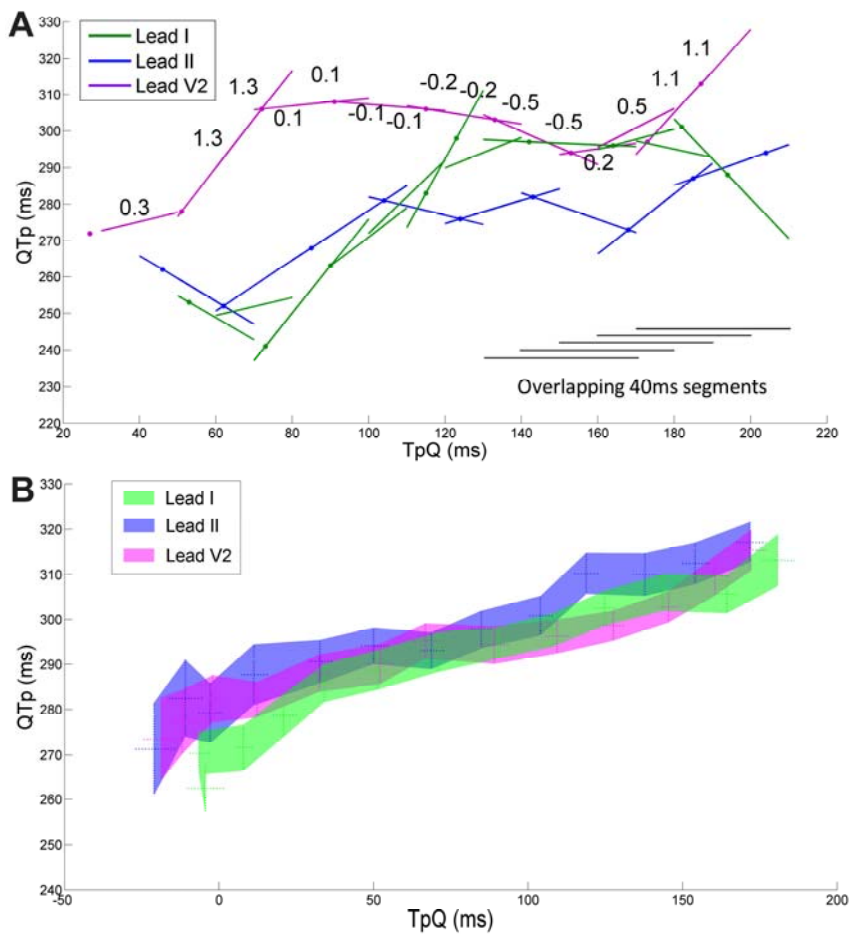 A
Lead I
Lead II
Lead V2
330
320
310
300
290
280
270
260
250
240
230
220
QTp (ms)
0.3
1.3
1.3
0.1
0.1
-0.1
-0.1
-0.2
-0.2
-0.5
-0.5
0.2
0.5
1.1
1.1
Overlapping 40ms segments
20 40 60 80 100 120 140 160 180 200 220
TpQ (ms)
B
Lead I
Lead II
Lead V2
330
320
310
300
290
280
270
260
250
240
QTp (ms)
-50 0 50 100 150 200
TpQ (ms)